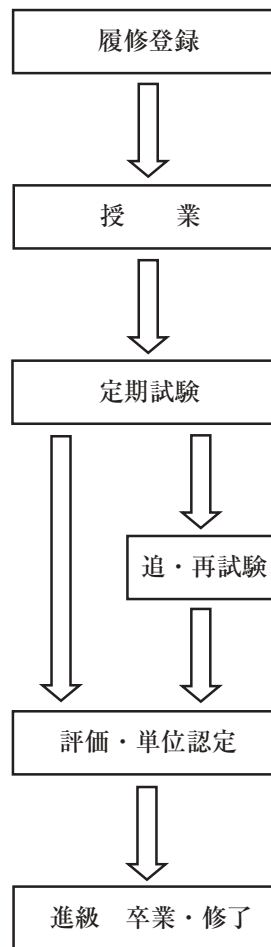 履修登録
授　　業
定期試験
追・再試験
評価・単位認定
進級　卒業・修了